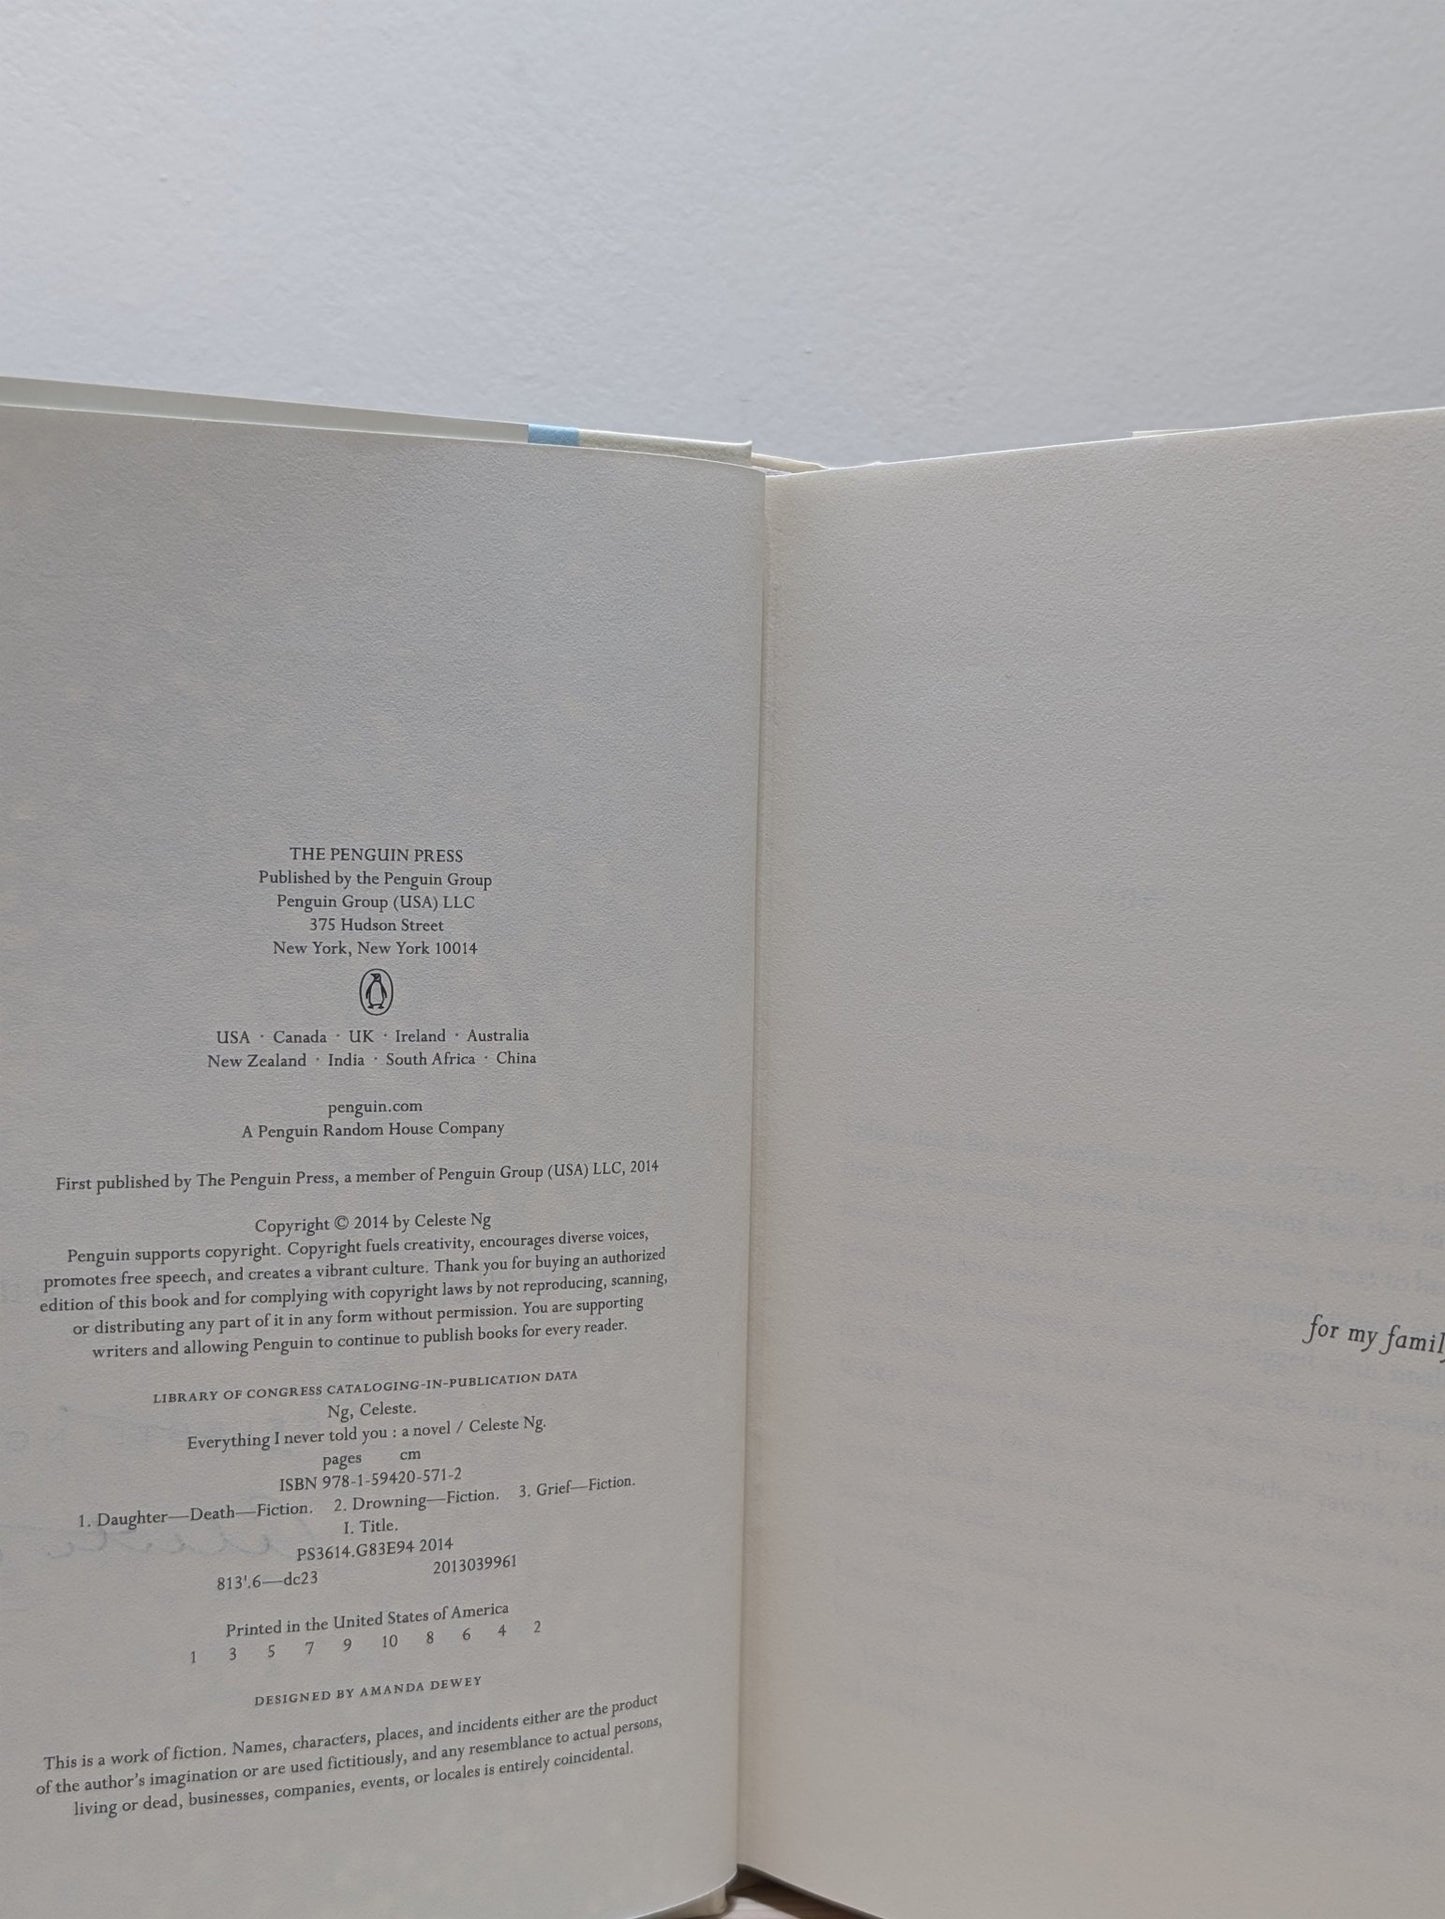 THE PENGUIN PRESS
Published by the Penguin Group
Penguin Group (USA) LLC
375 Hudson Street
New York, New York 10014
USA · Canada · UK · Ireland · Australia
New Zealand · India · South Africa · China
penguin.com
A Penguin Random House Company
First published by The Penguin Press, a member of Penguin Group (USA) LLC, 2014
Copyright © 2014 by Celeste Ng
Penguin supports copyright. Copyright fuels creativity, encourages diverse voices,
promotes free speech, and creates a vibrant culture. Thank you for buying an authorized
edition of this book and for complying with copyright laws by not reproducing, scanning,
or distributing any part of it in any form without permission. You are supporting
writers and allowing Penguin to continue to publish books for every reader.
LIBRARY OF CONGRESS CATALOGING-IN-PUBLICATION DATA
Ng, Celeste.
Everything I never told you : a novel / Celeste Ng.
pages cm
ISBN 978-1-59420-571-2
1. Daughter—Death—Fiction. 2. Drowning—Fiction. 3. Grief—Fiction.
I. Title.
PS3614.G83E94 2014
813'.6—dc23 2013039961
Printed in the United States of America
1 3 5 7 9 10 8 6 4 2
DESIGNED BY AMANDA DEWEY
This is a work of fiction. Names, characters, places, and incidents either are the product
of the author's imagination or are used fictitiously, and any resemblance to actual persons,
living or dead, businesses, companies, events, or locales is entirely coincidental.
for my family